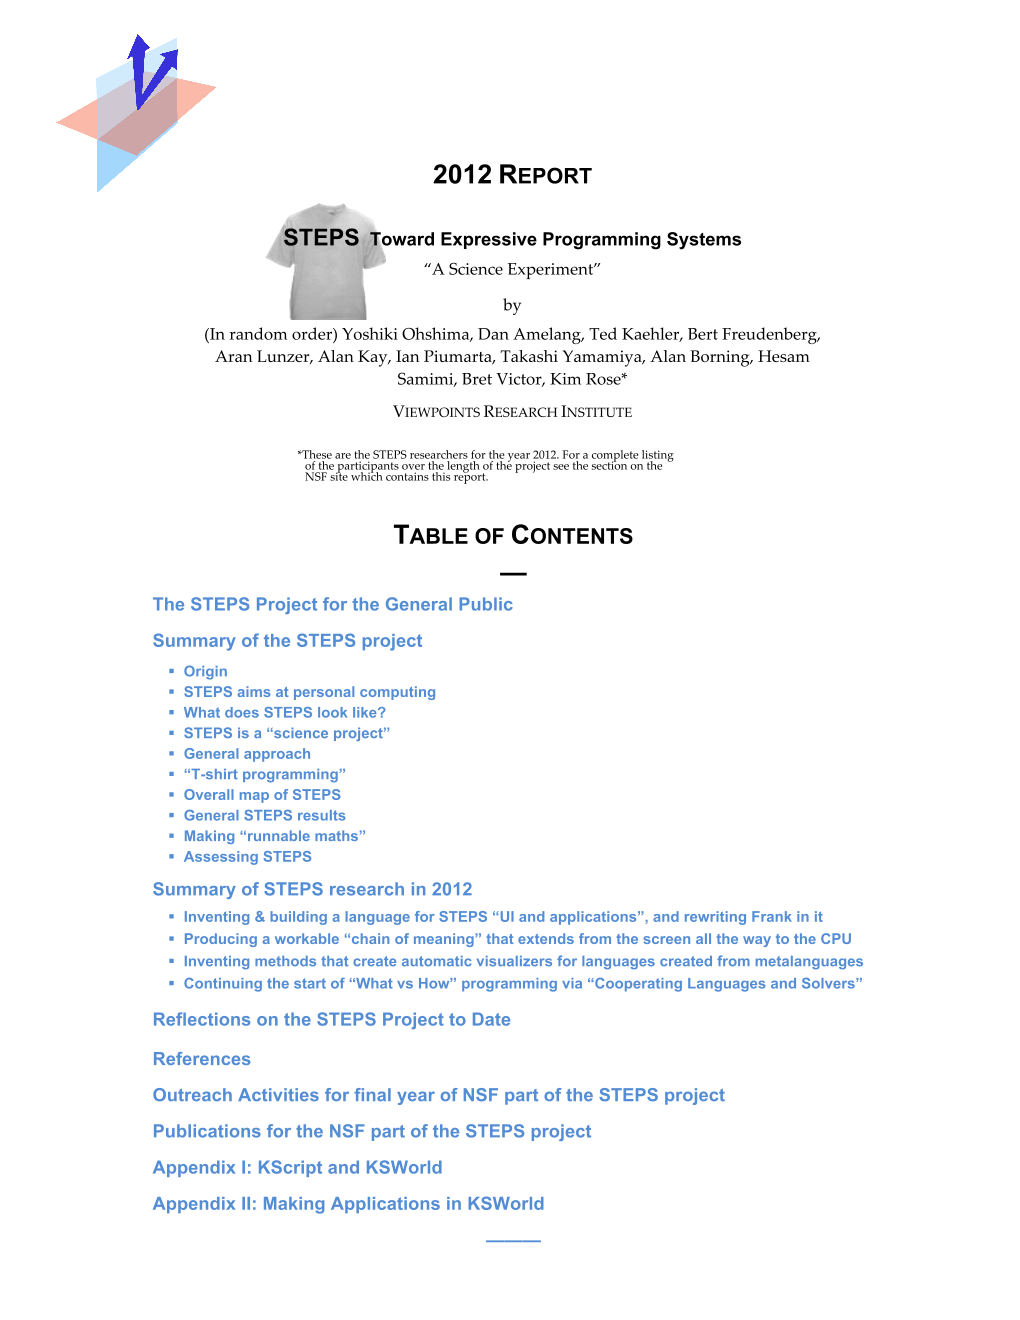 2012 REPORT
STEPS Toward Expressive Programming Systems
“A Science Experiment”
by
(In random order) Yoshiki Ohshima, Dan Amelang, Ted Kaehler, Bert Freudenberg,
Aran Lunzer, Alan Kay, Ian Piumarta, Takashi Yamamiya, Alan Borning, Hesam
Samimi, Bret Victor, Kim Rose*
VIEWPOINTS RESEARCH INSTITUTE
*These are the STEPS researchers for the year 2012. For a complete listing
of the participants over the length of the project see the section on the
NSF site which contains this report.
TABLE OF CONTENTS
—
The STEPS Project for the General Public
Summary of the STEPS project
▪ Origin
▪ STEPS aims at personal computing
▪ What does STEPS look like?
▪ STEPS is a “science project”
▪ General approach
▪ “T-shirt programming”
▪ Overall map of STEPS
▪ General STEPS results
▪ Making “runnable maths”
▪ Assessing STEPS
Summary of STEPS research in 2012
▪ Inventing & building a language for STEPS “UI and applications”, and rewriting Frank in it
▪ Producing a workable “chain of meaning” that extends from the screen all the way to the CPU
▪ Inventing methods that create automatic visualizers for languages created from metalanguages
▪ Continuing the start of “What vs How” programming via “Cooperating Languages and Solvers”
Reflections on the STEPS Project to Date
References
Outreach Activities for final year of NSF part of the STEPS project
Publications for the NSF part of the STEPS project
Appendix I: KScript and KSWorld
Appendix II: Making Applications in KSWorld
———